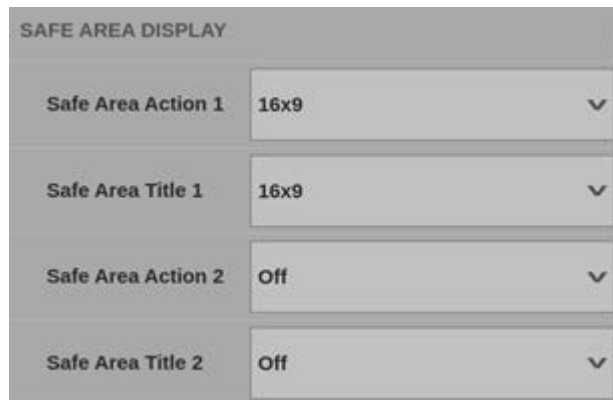 SAFE AREA DISPLAY
Safe Area Action 1 16x9
Safe Area Title 1 16x9
Safe Area Action 2 Off
Safe Area Title 2 Off